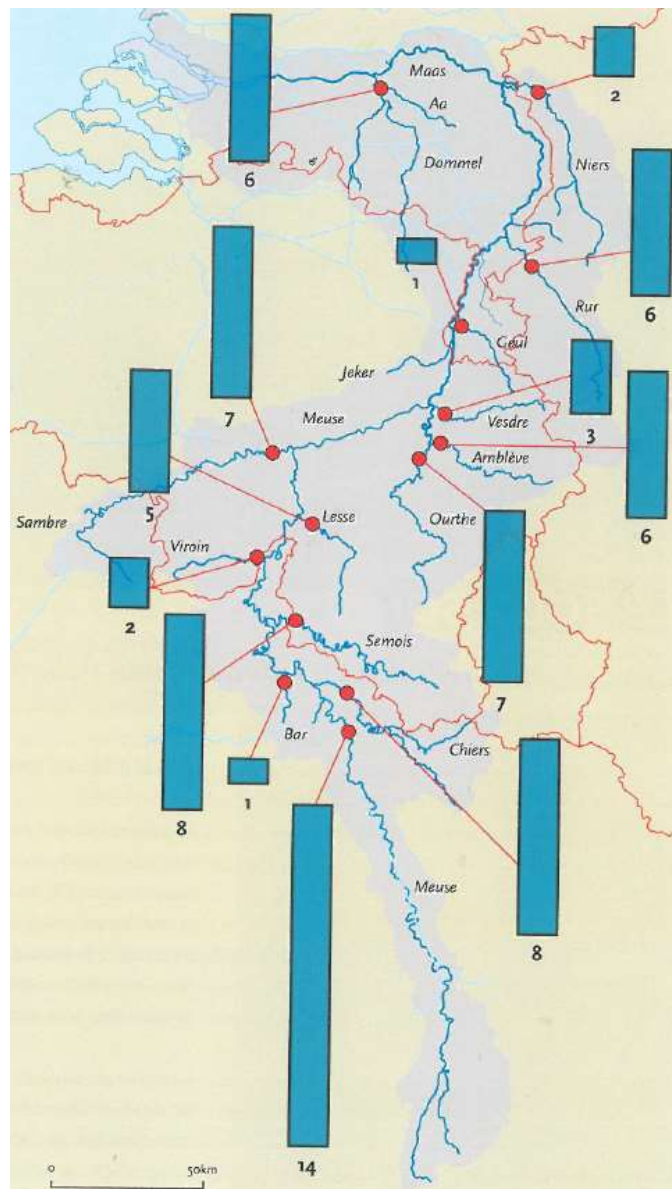 Maas
2
Aa
Dommel
Niers
6
1
6
Rur
Geul
Jeker
Meuse
Vesdre
7
3
Amblève
5
Lesse
Sambre
Ourthe
6
Viroin
2
Semois
7
Bar
Chiers
1
8
Meuse
8
14
0 50km